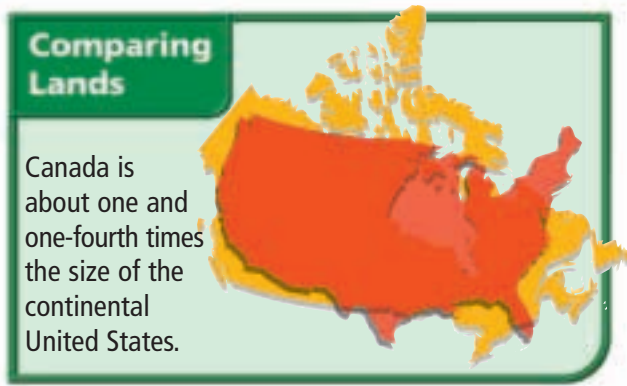 Comparing
Lands
Canada is
about one and
one-fourth times
the size of the
continental
United States.